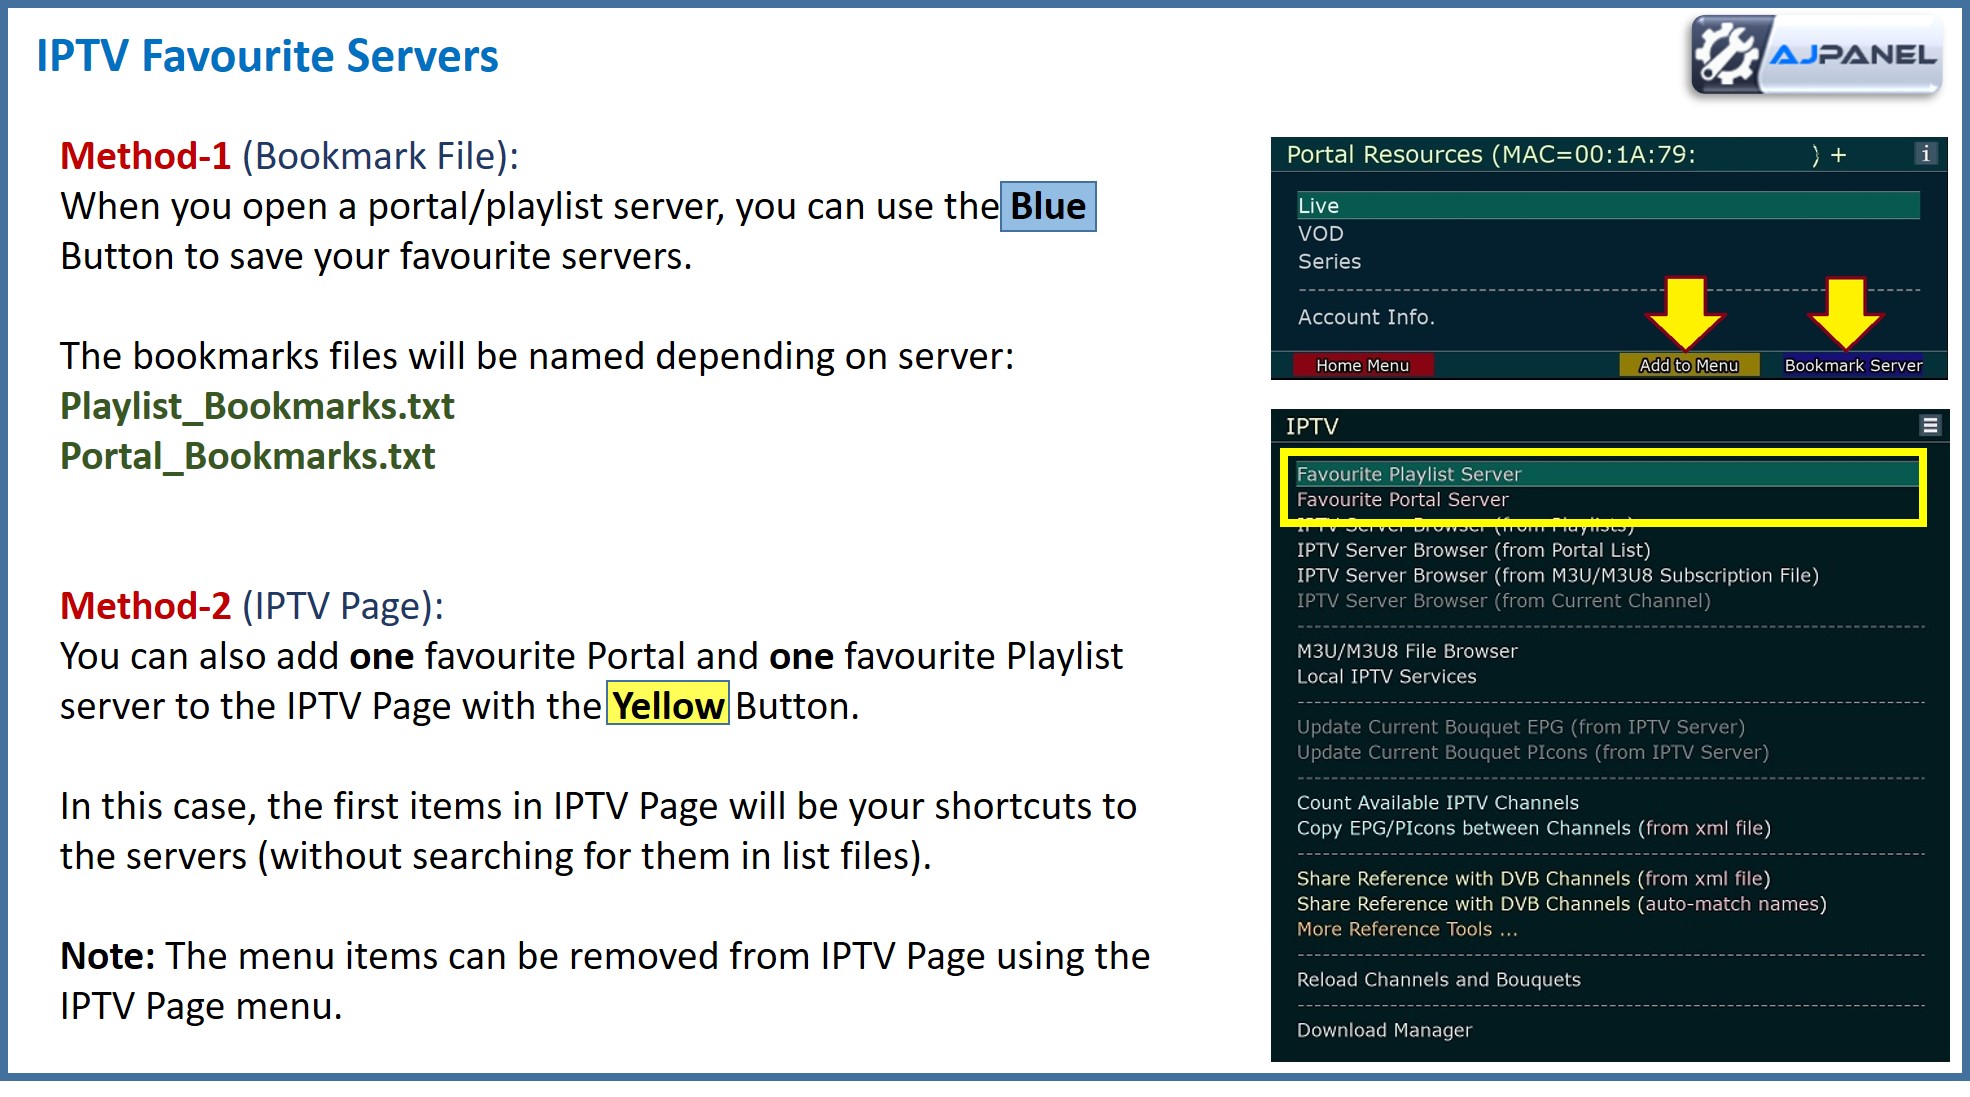 IPTV Favourite Servers
AJPANEL
Method-1 (Bookmark File):
When you open a portal/playlist server, you can use the Blue
Button to save your favourite servers.
The bookmarks files will be named depending on server:
Playlist_Bookmarks.txt
Portal_Bookmarks.txt
Method-2 (IPTV Page):
You can also add one favourite Portal and one favourite Playlist
server to the IPTV Page with the Yellow Button.
In this case, the first items in IPTV Page will be your shortcuts to
the servers (without searching for them in list files).
Note: The menu items can be removed from IPTV Page using the
IPTV Page menu.
Portal Resources (MAC=00:1A:79: ) + i
Live
VOD
Series
Account Info.
Home Menu Add to Menu Bookmark Server
IPTV
Favourite Playlist Server
Favourite Portal Server
IPTV Server Browser (from Playlists)
IPTV Server Browser (from Portal List)
IPTV Server Browser (from M3U/M3U8 Subscription File)
IPTV Server Browser (from Current Channel)
M3U/M3U8 File Browser
Local IPTV Services
Update Current Bouquet EPG (from IPTV Server)
Update Current Bouquet PIcons (from IPTV Server)
Count Available IPTV Channels
Copy EPG/PIcons between Channels (from xml file)
Share Reference with DVB Channels (from xml file)
Share Reference with DVB Channels (auto-match names)
More Reference Tools ...
Reload Channels and Bouquets
Download Manager